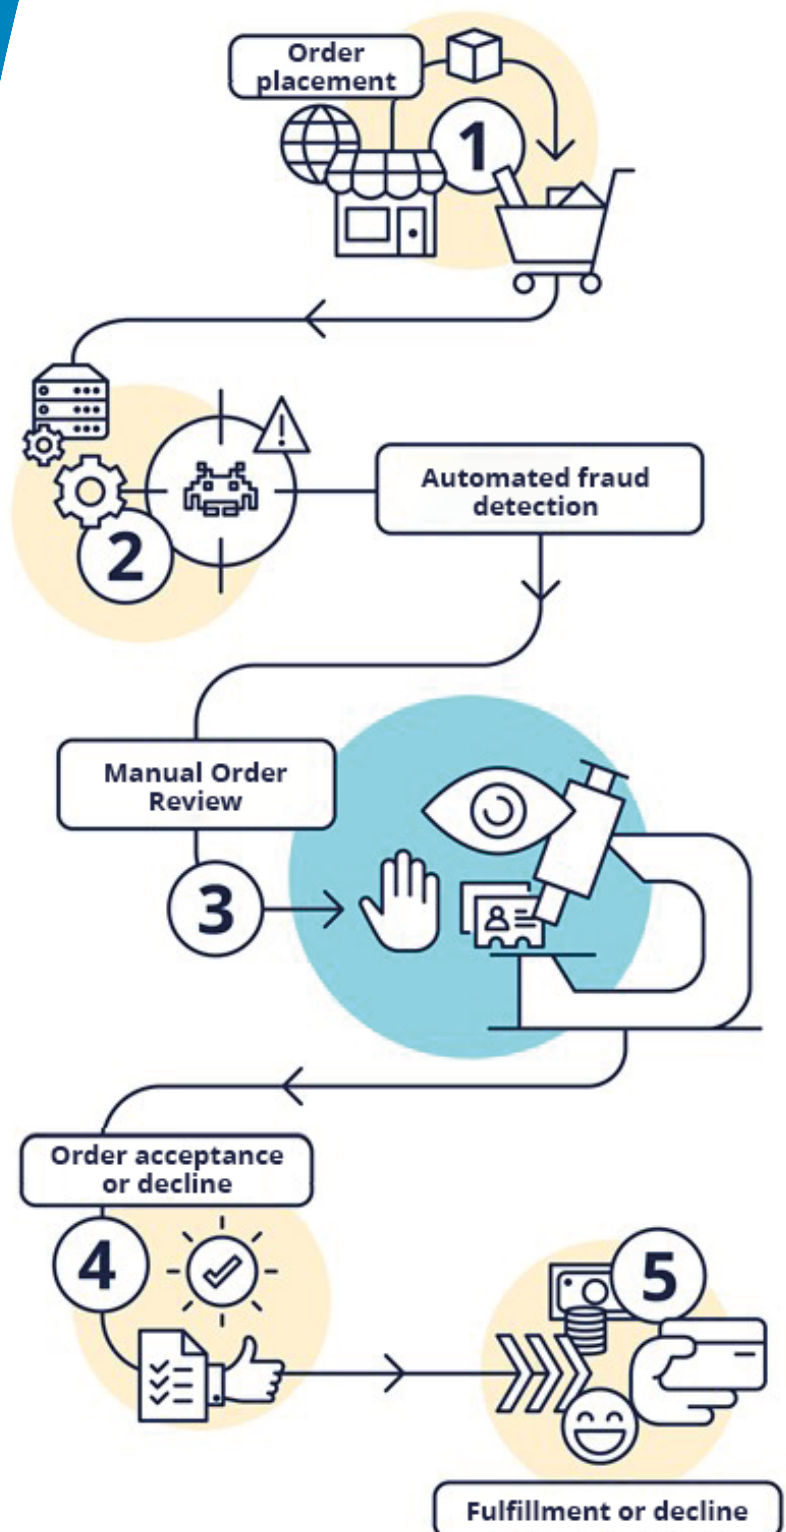 Order
placement
1
2
Automated fraud
detection
Manual Order
Review
3
Order acceptance
or decline
4
5
Fulfillment or decline